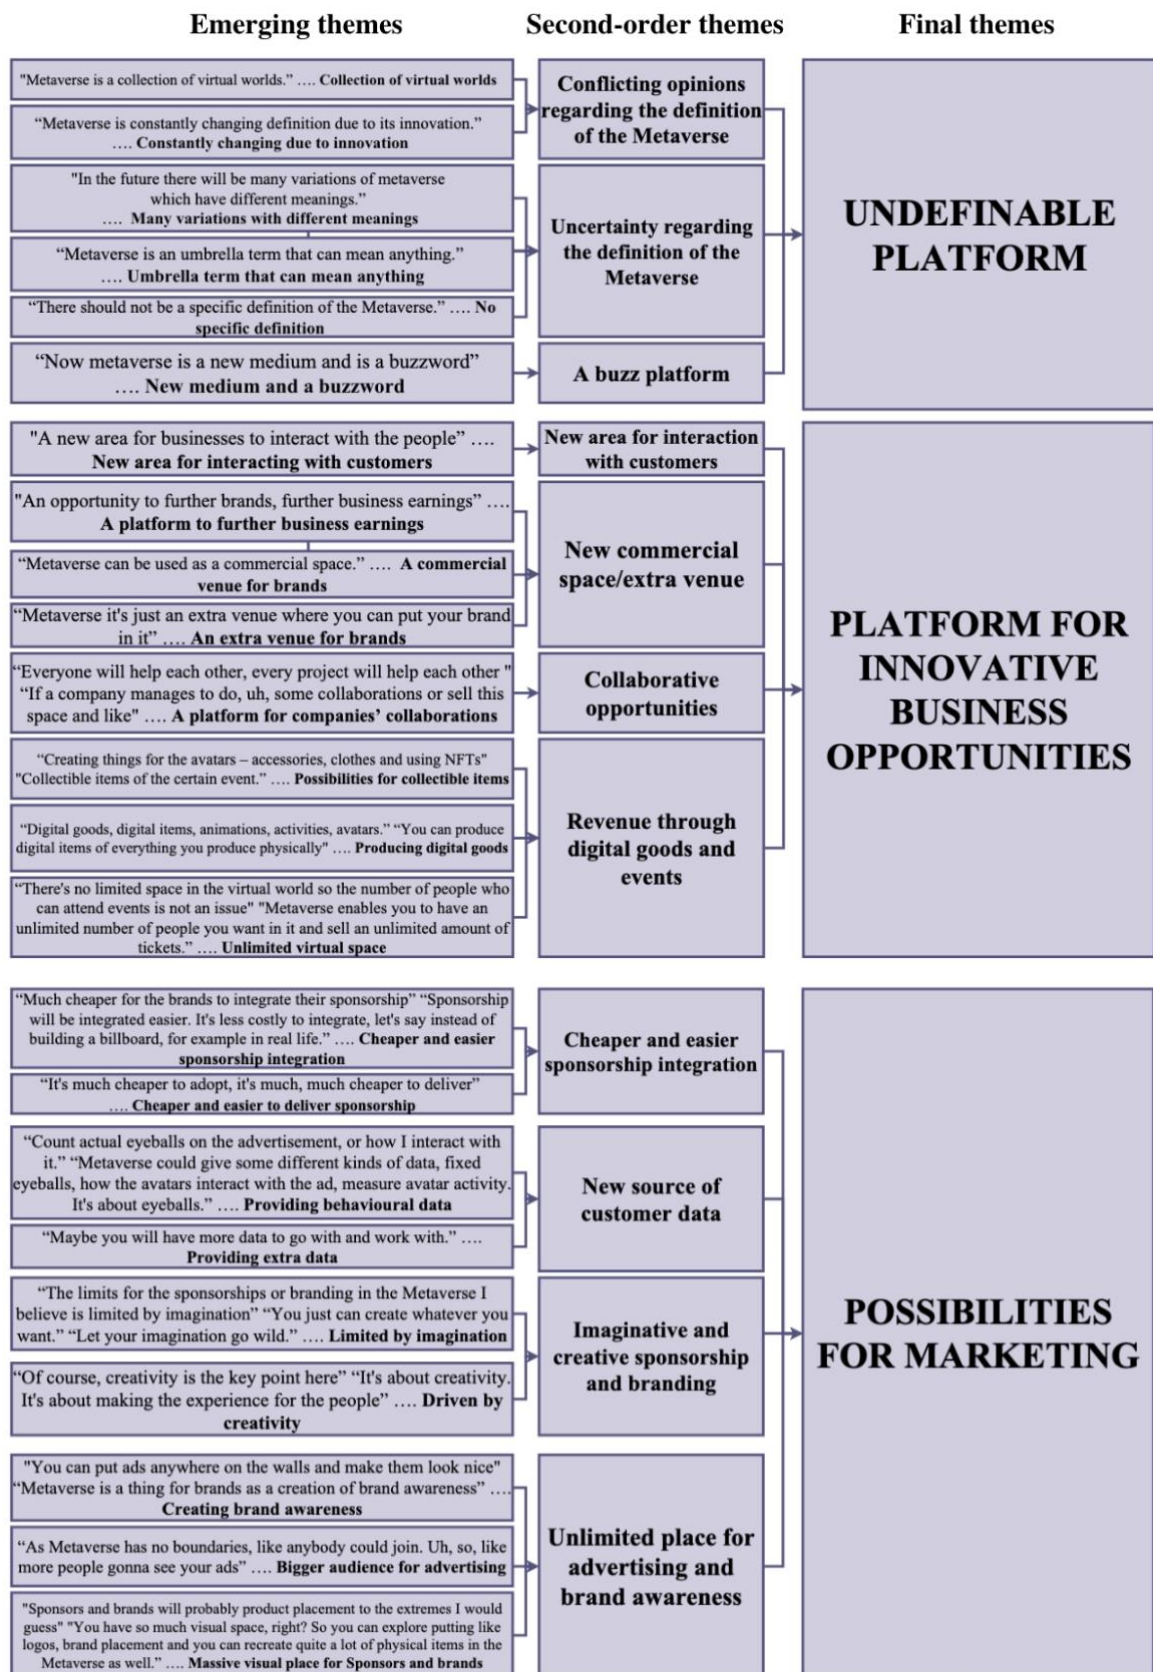 Emerging themes
Second-order themes
Final themes
"Metaverse is a collection of virtual worlds.” …. Collection of virtual worlds
“Metaverse is constantly changing definition due to its innovation.”
…. Constantly changing due to innovation
Conflicting opinions
regarding the definition
of the Metaverse
"In the future there will be many variations of metaverse
which have different meanings.”
…. Many variations with different meanings
“Metaverse is an umbrella term that can mean anything.”
…. Umbrella term that can mean anything
“There should not be a specific definition of the Metaverse.” …. No
specific definition
Uncertainty regarding
the definition of the
Metaverse
“Now metaverse is a new medium and is a buzzword”
…. New medium and a buzzword
A buzz platform
UNDEFINABLE
PLATFORM
"A new area for businesses to interact with the people” ….
New area for interacting with customers
New area for interaction
with customers
"An opportunity to further brands, further business earnings” ….
A platform to further business earnings
“Metaverse can be used as a commercial space.” …. A commercial
venue for brands
“Metaverse it's just an extra venue where you can put your brand
in it” …. An extra venue for brands
New commercial
space/extra venue
“Everyone will help each other, every project will help each other "
“If a company manages to do, uh, some collaborations or sell this
space and like" …. A platform for companies’ collaborations
Collaborative
opportunities
“Creating things for the avatars – accessories, clothes and using NFTs"
"Collectible items of the certain event.” …. Possibilities for collectible items
“Digital goods, digital items, animations, activities, avatars.” “You can produce
digital items of everything you produce physically" …. Producing digital goods
“There's no limited space in the virtual world so the number of people who
can attend events is not an issue" "Metaverse enables you to have an
unlimited number of people you want in it and sell an unlimited amount of
tickets.” …. Unlimited virtual space
Revenue through
digital goods and
events
PLATFORM FOR
INNOVATIVE
BUSINESS
OPPORTUNITIES
“Much cheaper for the brands to integrate their sponsorship” “Sponsorship
will be integrated easier. It's less costly to integrate, let's say instead of
building a billboard, for example in real life.” …. Cheaper and easier
sponsorship integration
“It's much cheaper to adopt, it's much, much cheaper to deliver”
…. Cheaper and easier to deliver sponsorship
Cheaper and easier
sponsorship integration
“Count actual eyeballs on the advertisement, or how I interact with
it.” “Metaverse could give some different kinds of data, fixed
eyeballs, how the avatars interact with the ad, measure avatar activity.
It's about eyeballs.” …. Providing behavioural data
“Maybe you will have more data to go with and work with.” ….
Providing extra data
New source of
customer data
“The limits for the sponsorships or branding in the Metaverse I
believe is limited by imagination” “You just can create whatever you
want.” “Let your imagination go wild.” …. Limited by imagination
“Of course, creativity is the key point here” “It's about creativity.
It's about making the experience for the people” …. Driven by
creativity
Imaginative and
creative sponsorship
and branding
"You can put ads anywhere on the walls and make them look nice"
“Metaverse is a thing for brands as a creation of brand awareness” ….
Creating brand awareness
“As Metaverse has no boundaries, like anybody could join. Uh, so, like
more people gonna see your ads” …. Bigger audience for advertising
"Sponsors and brands will probably product placement to the extremes I would
guess" "You have so much visual space, right? So you can explore putting like
logos, brand placement and you can recreate quite a lot of physical items in the
Metaverse as well.” …. Massive visual place for Sponsors and brands
Unlimited place for
advertising and
brand awareness
POSSIBILITIES
FOR MARKETING